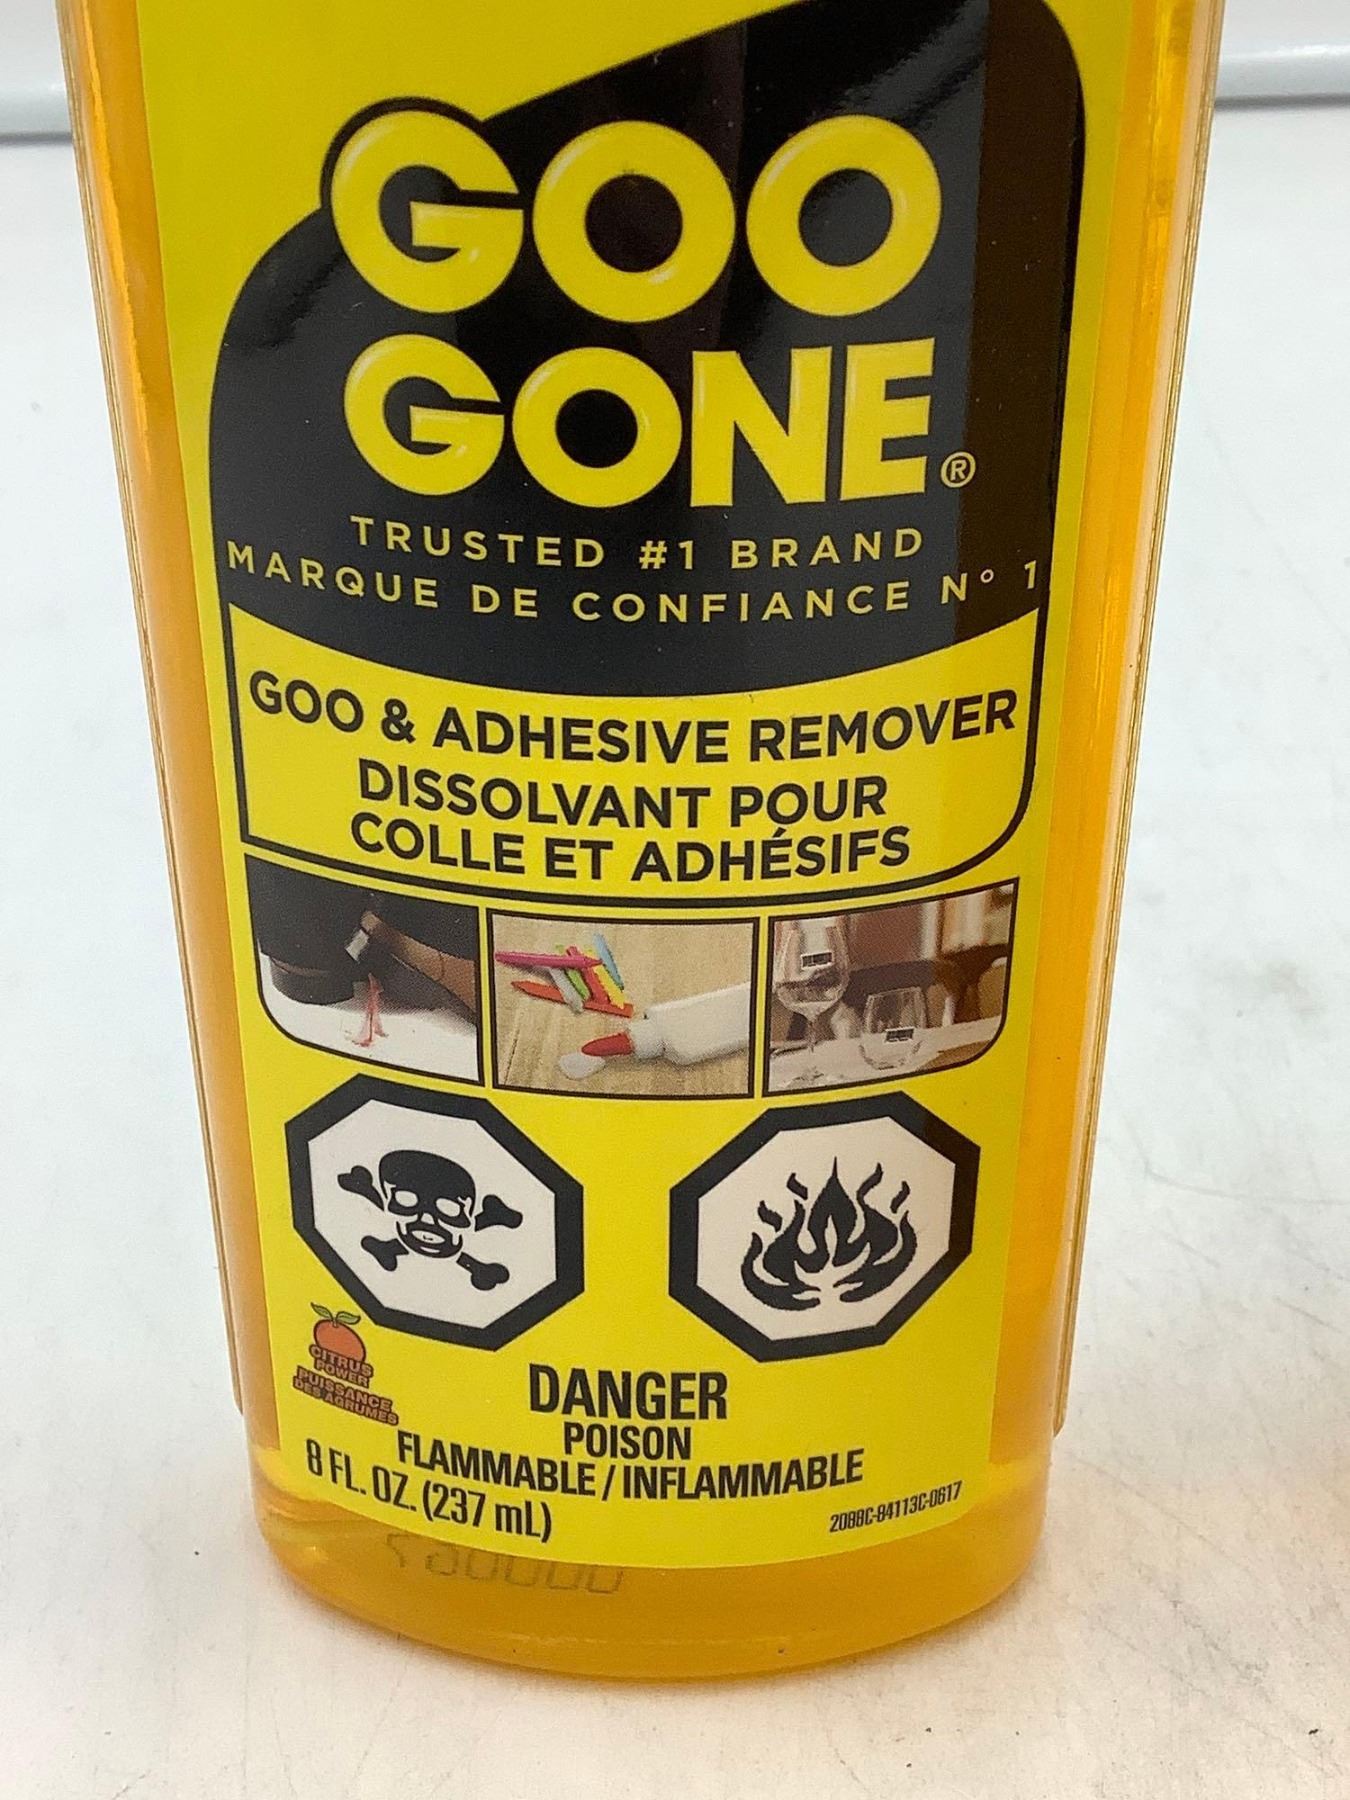 GOO
GONE®
TRUSTED #1 BRAND
MARQUE DE CONFIANCE N° 1
GOO & ADHESIVE REMOVER
DISSOLVANT POUR
COLLE ET ADHÉSIFS
CITRUS
POWER
PUISSANCE
DES AGRUMES
DANGER
POISON
FLAMMABLE / INFLAMMABLE
8 FL. OZ. (237 mL)
2088C-84113C-0617